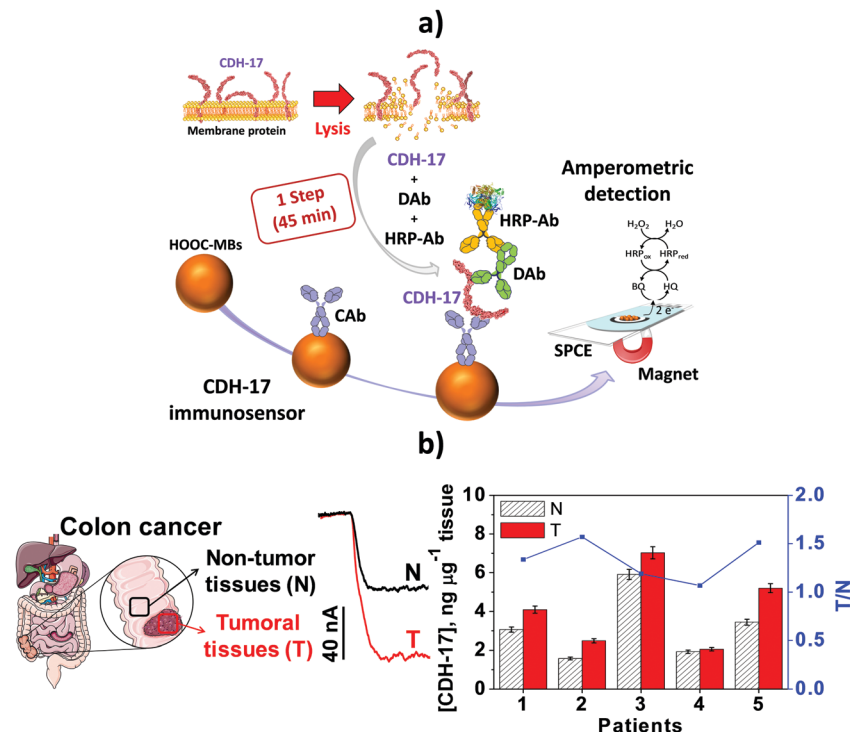 a)
CDH-17
Membrane protein
Lysis
CDH-17
+
DAb
+
HRP-Ab
1 Step
(45 min)
HOOC-MBs
CAb
CDH-17
HRP-Ab
DAb
CDH-17
immunosensor
Amperometric
detection
H₂O₂
H₂O
HRPox
HRPred
BQ
HQ
2 e⁻
SPCE
Magnet
b)
Colon cancer
Non-tumor
tissues (N)
Tumoral
tissues (T)
40 nA
N
T
[CDH-17], ng µg⁻¹ tissue
10
8
6
4
2
0
N
T
1
2
3
4
5
Patients
2.0
1.5
1.0
0.5
0.0
T/N